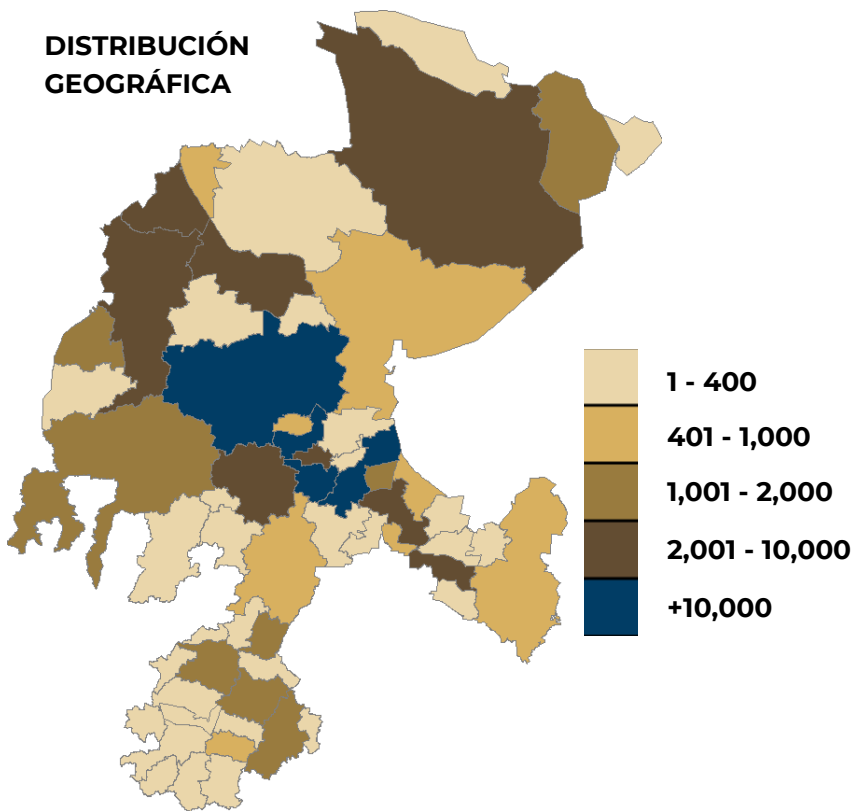 DISTRIBUCIÓN
GEOGRÁFICA
1 - 400
401 - 1,000
1,001 - 2,000
2,001 - 10,000
+10,000